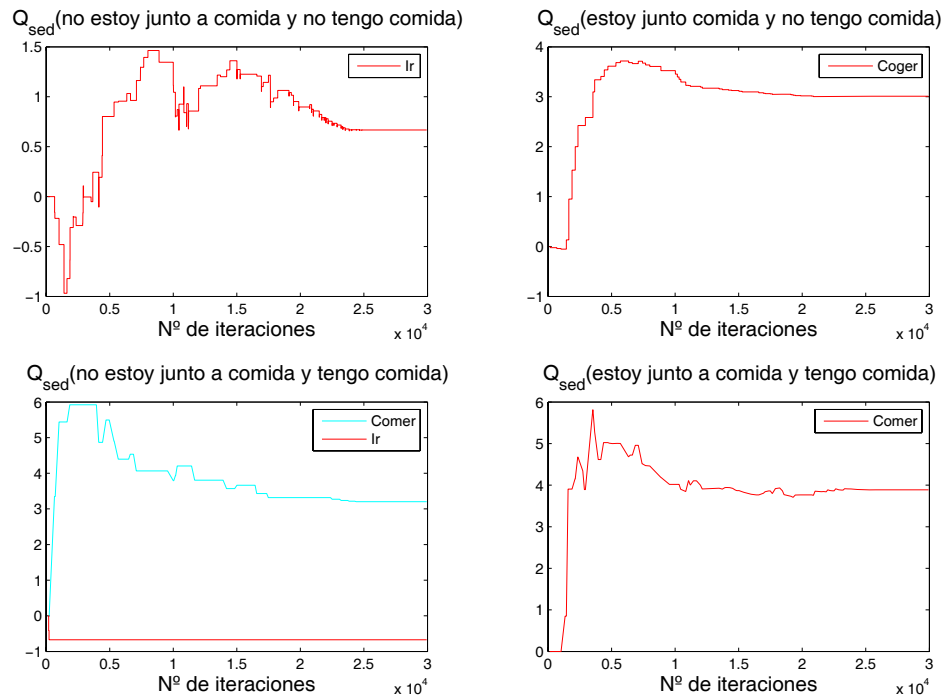 Q_sed(no estoy junto a comida y no tengo comida)
1.5
1
0.5
0
−0.5
−1
Ir
0 0.5 1 1.5 2 2.5 3
x 10^4
Nº de iteraciones
Q_sed(estoy junto comida y no tengo comida)
4
3
2
1
0
−1
Coger
0 0.5 1 1.5 2 2.5 3
x 10^4
Nº de iteraciones
Q_sed(no estoy junto a comida y tengo comida)
6
5
4
3
2
1
0
−1
Comer
Ir
0 0.5 1 1.5 2 2.5 3
x 10^4
Nº de iteraciones
Q_sed(estoy junto a comida y tengo comida)
6
5
4
3
2
1
0
Comer
0 0.5 1 1.5 2 2.5 3
x 10^4
Nº de iteraciones